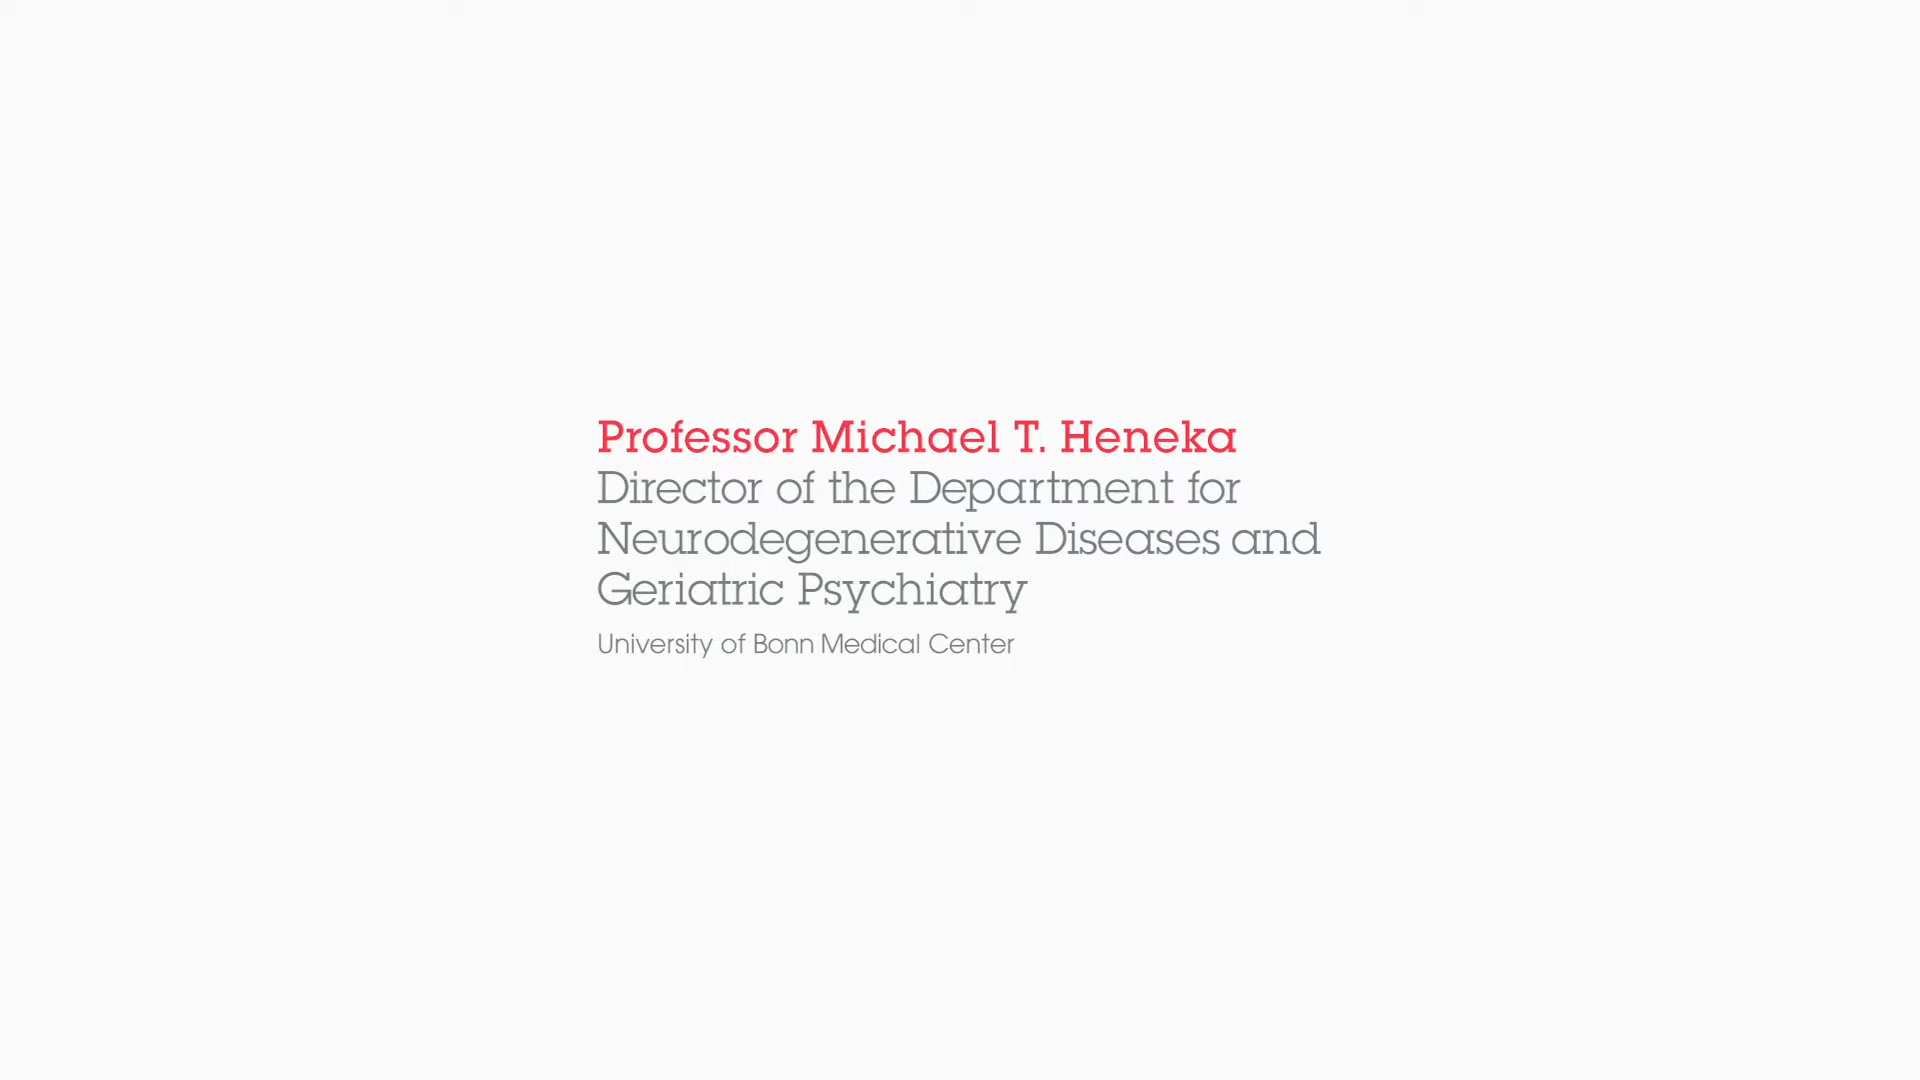 Professor Michael T. Heneka
Director of the Department for
Neurodegenerative Diseases and
Geriatric Psychiatry
University of Bonn Medical Center